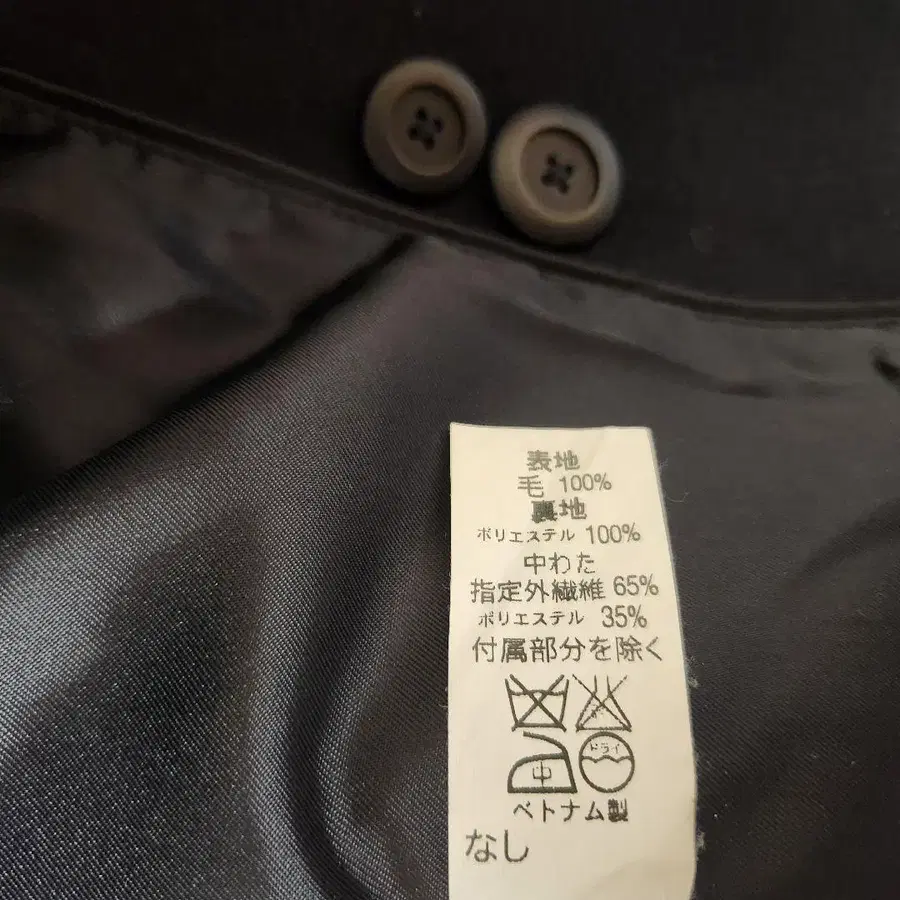 表地
毛 100%
裏地
ポリエステル 100%
中わた
指定外繊維 65%
ポリエステル 35%
付属部分を除く
中 ドライ
ベトナム製
なし